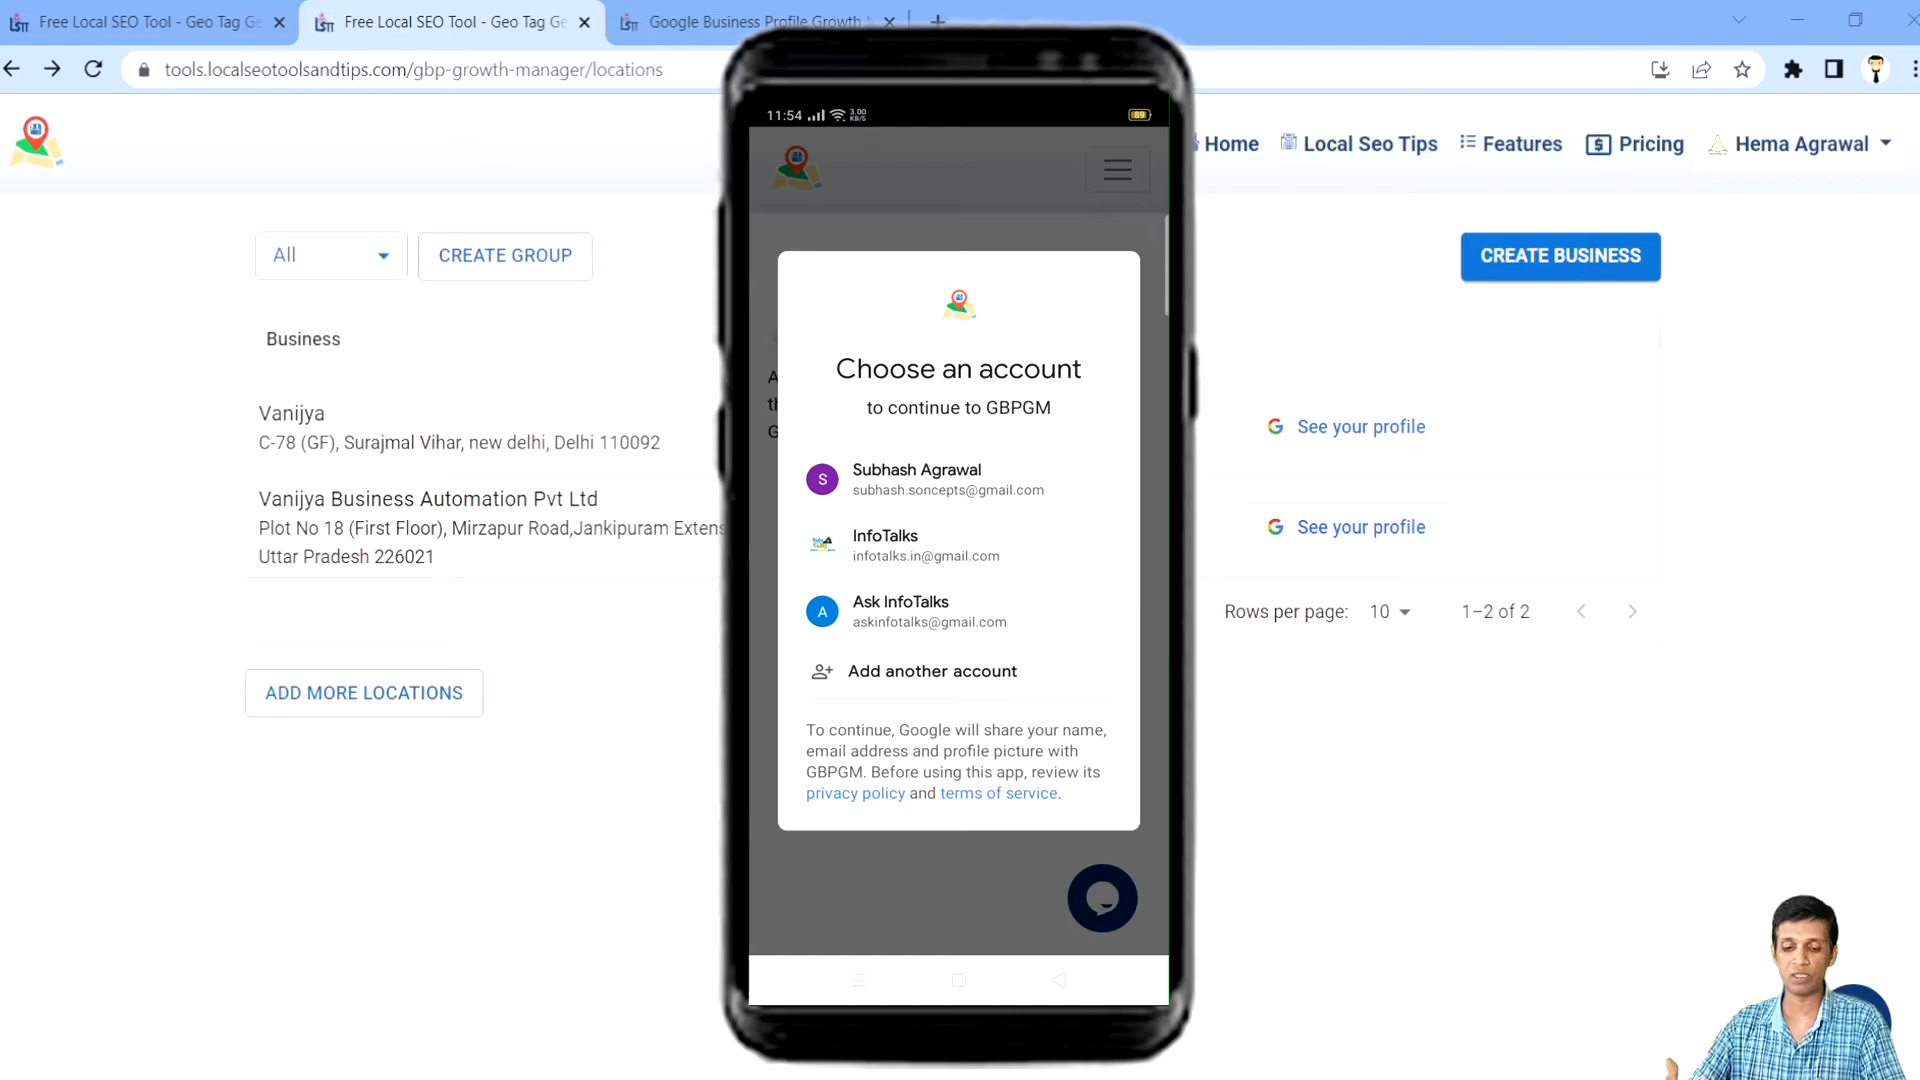 Free Local SEO Tool - Geo Tag Ge
Free Local SEO Tool - Geo Tag Ge
Google Business Profile Growth
tools.localseotoolsandtips.com/gbp-growth-manager/locations
Home
Local Seo Tips
Features
Pricing
Hema Agrawal
All
CREATE GROUP
CREATE BUSINESS
Business
Vanijya
C-78 (GF), Surajmal Vihar, new delhi, Delhi 110092
See your profile
Vanijya Business Automation Pvt Ltd
Plot No 18 (First Floor), Mirzapur Road,Jankipuram Extens
Uttar Pradesh 226021
See your profile
Rows per page: 10
1–2 of 2
ADD MORE LOCATIONS
11:54
3.00
KB/S
89
Choose an account
to continue to GBPGM
S
Subhash Agrawal
subhash.soncepts@gmail.com
InfoTalks
infotalks.in@gmail.com
A
Ask InfoTalks
askinfotalks@gmail.com
Add another account
To continue, Google will share your name,
email address and profile picture with
GBPGM. Before using this app, review its
privacy policy and terms of service.